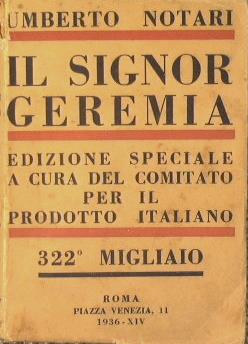 UMBERTO NOTARI
IL SIGNOR
GEREMIA
EDIZIONE SPECIALE
A CURA DEL COMITATO
PER IL
PRODOTTO ITALIANO
322º MIGLIAIO
ROMA
PIAZZA VENEZIA, 11
1936-XIV